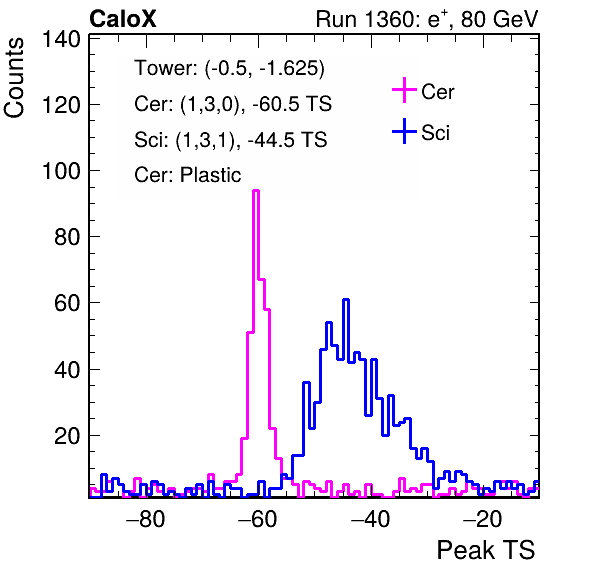 CaloX Run 1360: e⁺, 80 GeV
Counts
140
120
100
80
60
40
20
Tower: (-0.5, -1.625)
Cer: (1,3,0), -60.5 TS
Sci: (1,3,1), -44.5 TS
Cer: Plastic
Cer
Sci
−80 −60 −40 −20
Peak TS